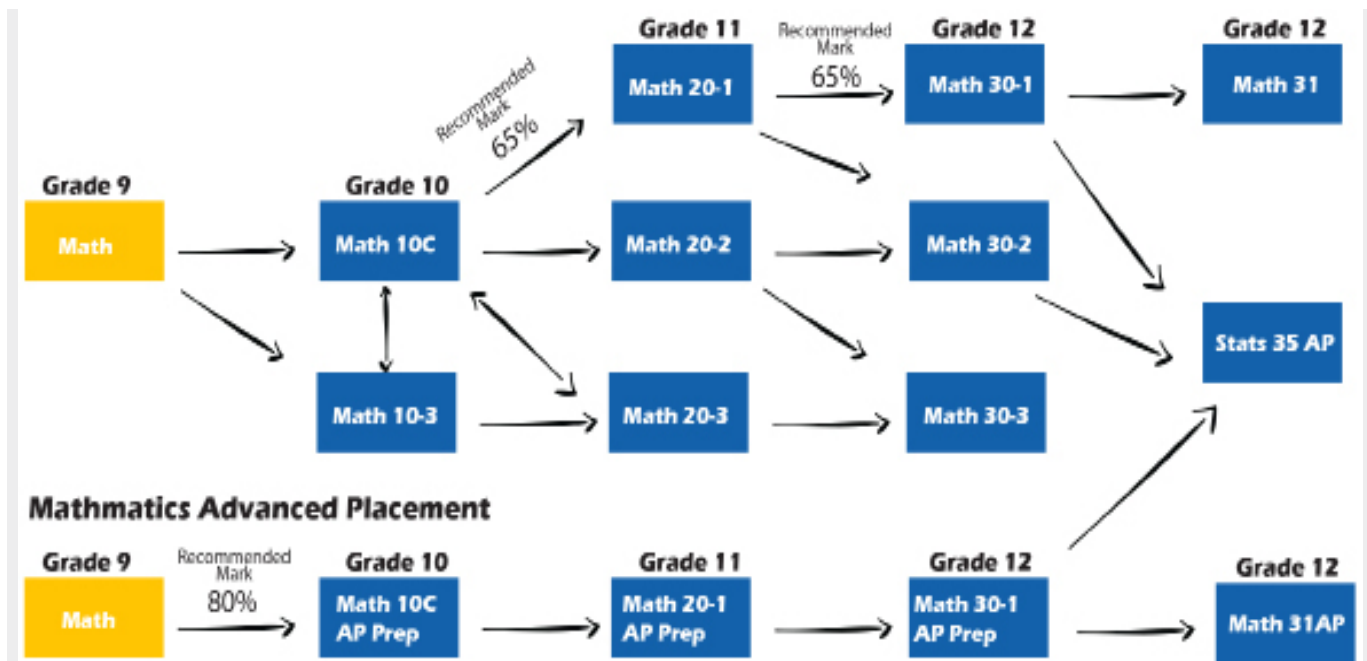 Grade 11
Recommended
Mark
65%
Grade 12
Grade 12
Math 20-1
Math 30-1
Math 31
Recommended
Mark
65%
Grade 9
Grade 10
Math
Math 10C
Math 20-2
Math 30-2
Stats 35 AP
Math 10-3
Math 20-3
Math 30-3
Mathmatics Advanced Placement
Grade 9
Recommended
Mark
80%
Grade 10
Grade 11
Grade 12
Grade 12
Math
Math 10C
AP Prep
Math 20-1
AP Prep
Math 30-1
AP Prep
Math 31AP